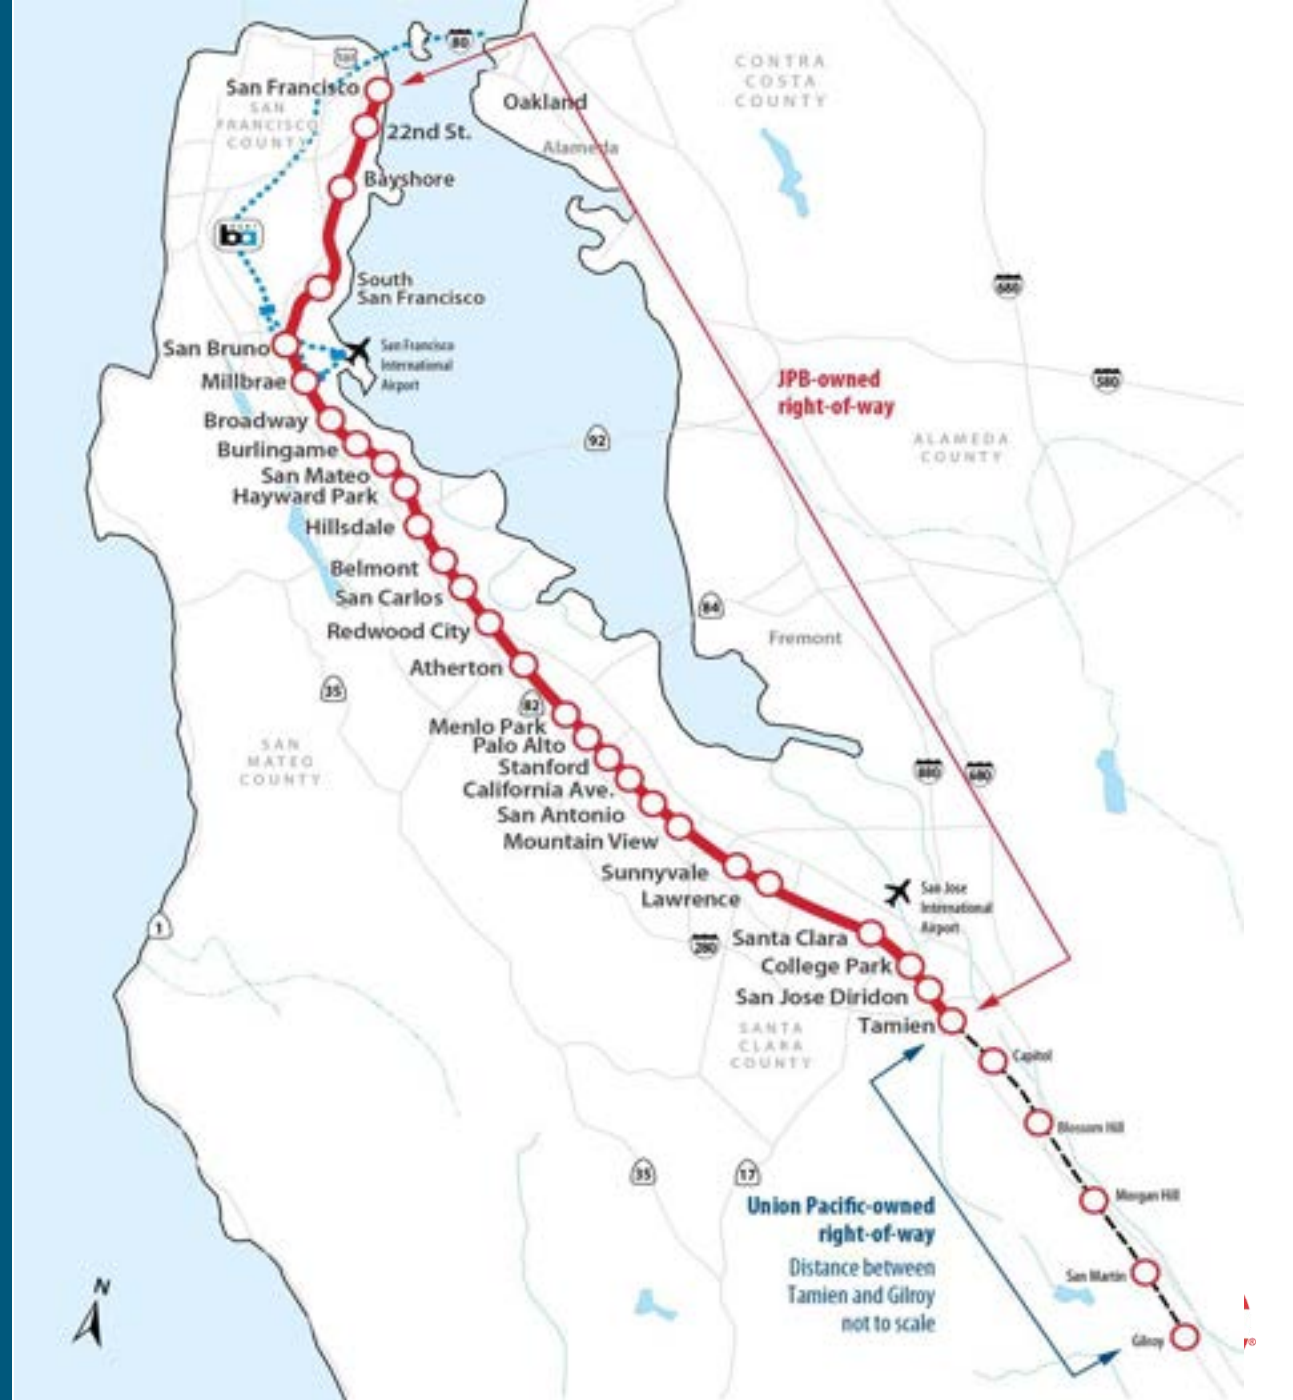 80
CONTRA
COSTA
COUNTY
San Francisco
SAN
FRANCISCO
COUNTY
Oakland
22nd St.
Alameda
Bayshore
ba
South
San Francisco
680
San Bruno
San Francisco
International
Airport
Millbrae
JPB-owned
right-of-way
580
Broadway
92
ALAMEDA
COUNTY
Burlingame
San Mateo
Hayward Park
Hillsdale
Belmont
San Carlos
84
Redwood City
Fremont
Atherton
35
82
Menlo Park
Palo Alto
Stanford
SAN
MATEO
COUNTY
880
680
California Ave.
San Antonio
Mountain View
Sunnyvale
Lawrence
San Jose
International
Airport
1
280
Santa Clara
College Park
San Jose Diridon
Tamien
SANTA
CLARA
COUNTY
Capitol
Blossom Hill
35
17
Morgan Hill
Union Pacific-owned
right-of-way
Distance between
Tamien and Gilroy
not to scale
San Martin
N
Gilroy
®